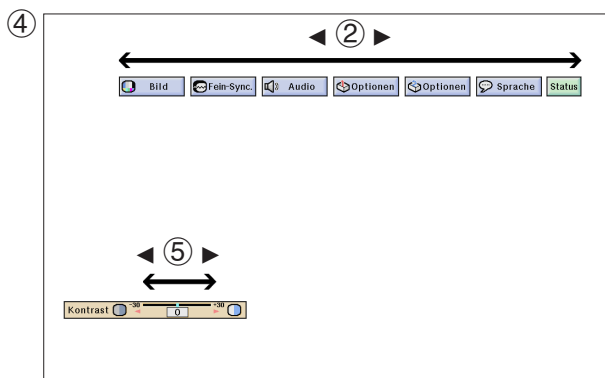 ④
◀ ② ▶
Bild Fein-Sync. Audio Optionen Optionen Sprache Status
◀ ⑤ ▶
Kontrast -30 0 +30